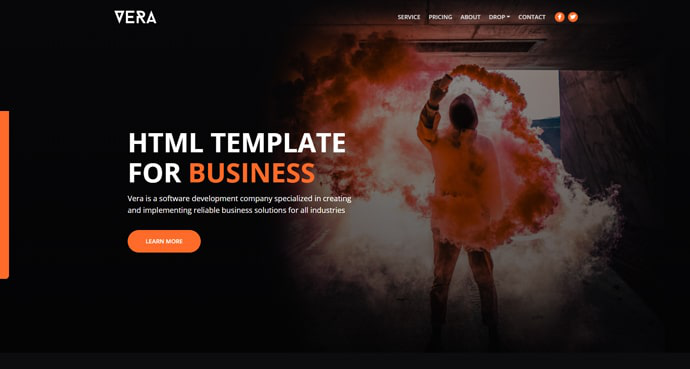 VERA
SERVICE PRICING ABOUT DROP CONTACT
HTML TEMPLATE
FOR BUSINESS
Vera is a software development company specialized in creating
and implementing reliable business solutions for all industries
LEARN MORE